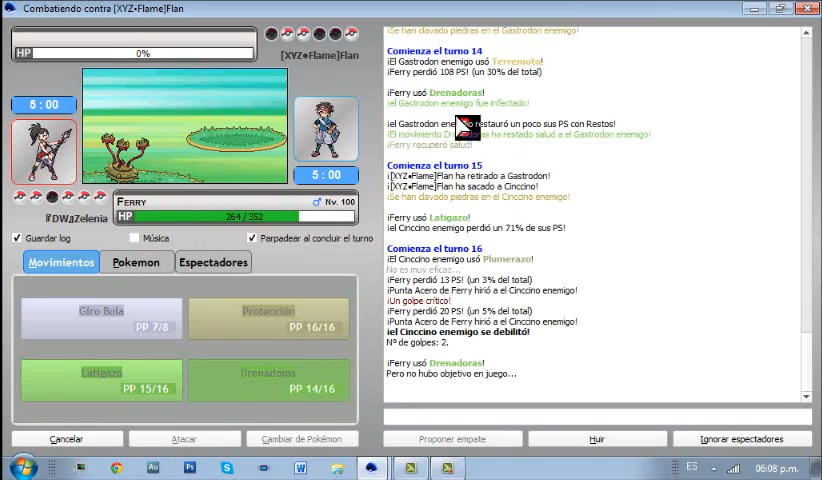 Combatiendo contra [XYZ•Flame]Flan
HP
0%
[XYZ•Flame]Flan
5 : 00
5 : 00
DW
Zelenia
FERRY
Nv. 100
HP
264 / 352
Guardar log
Música
Parpadear al concluir el turno
Movimientos
Pokemon
Espectadores
Giro Bola
PP 7/8
Protección
PP 16/16
Latigazo
PP 15/16
Drenadoras
PP 14/16
Cancelar
Atacar
Cambiar de Pokémon
¡Se han clavado piedras en el Gastrodon enemigo!
Comienza el turno 14
¡El Gastrodon enemigo usó Terremoto!
¡Ferry perdió 108 PS! (un 30% del total)
¡Ferry usó Drenadoras!
¡El Gastrodon enemigo fue infectado!
¡el Gastrodon ene o restauró un poco sus PS con Restos!
¡El movimiento Drenadoras ha restado salud a el Gastrodon enemigo!
¡Ferry recuperó salud!
Comienza el turno 15
¡[XYZ•Flame]Flan ha retirado a Gastrodon!
¡[XYZ•Flame]Flan ha sacado a Cinccino!
¡Se han clavado piedras en el Cinccino enemigo!
¡Ferry usó Latigazo!
¡el Cinccino enemigo perdió un 71% de sus PS!
Comienza el turno 16
¡El Cinccino enemigo usó Plumerazo!
No es muy eficaz...
¡Ferry perdió 13 PS! (un 3% del total)
¡Punta Acero de Ferry hirió a el Cinccino enemigo!
¡Un golpe crítico!
¡Ferry perdió 20 PS! (un 5% del total)
¡Punta Acero de Ferry hirió a el Cinccino enemigo!
¡el Cinccino enemigo se debilitó!
Nº de golpes: 2.
¡Ferry usó Drenadoras!
Pero no hubo objetivo en juego...
Proponer empate
Huir
Ignorar espectadores
Au
Ps
S
W
ES
06:08 p.m.